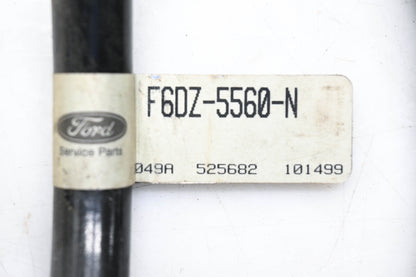 F6DZ-5560-N
Ford
Service Parts
049A 525682 101499